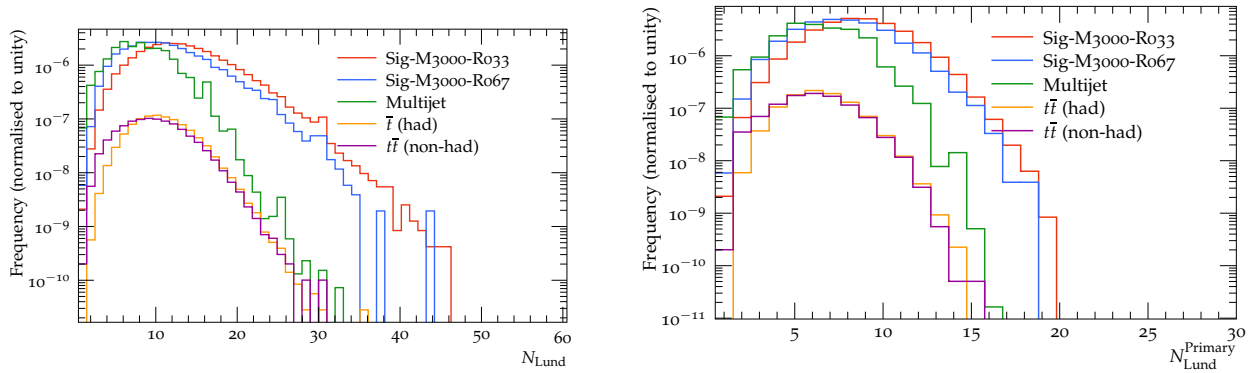 Frequency (normalised to unity)
10⁻⁶
10⁻⁷
10⁻⁸
10⁻⁹
10⁻¹⁰
Sig-M3000-R033
Sig-M3000-R067
Multijet
t̅ (had)
tt̅ (non-had)
10 20 30 40 50 60
N_Lund
Frequency (normalised to unity)
10⁻⁵
10⁻⁶
10⁻⁷
10⁻⁸
10⁻⁹
10⁻¹⁰
10⁻¹¹
Sig-M3000-R033
Sig-M3000-R067
Multijet
tt̅ (had)
tt̅ (non-had)
5 10 15 20 25 30
N_Lund^Primary